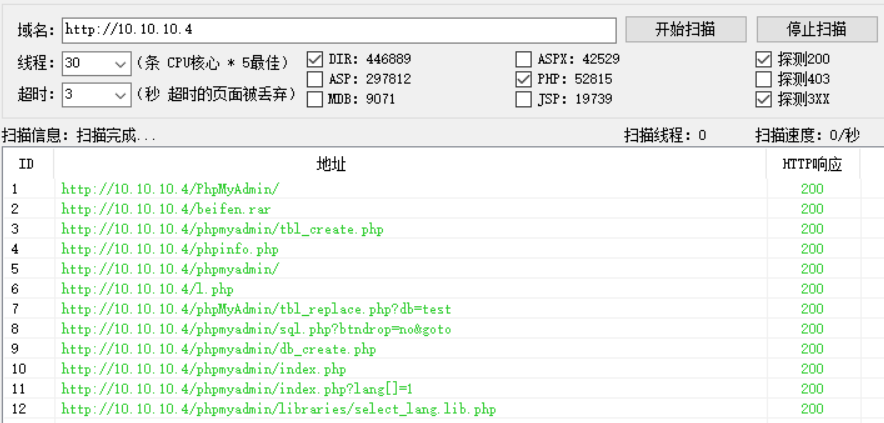 域名: http://10.10.10.4 开始扫描 停止扫描
线程: 30 (条 CPU核心 * 5最佳) DIR: 446889 ASPX: 42529 探测200
ASP: 297812 PHP: 52815 探测403
超时: 3 (秒 超时的页面被丢弃) MDB: 9071 JSP: 19739 探测3XX
扫描信息: 扫描完成... 扫描线程: 0 扫描速度: 0/秒
ID 地址 HTTP响应
1 http://10.10.10.4/PhpMyAdmin/ 200
2 http://10.10.10.4/beifen.rar 200
3 http://10.10.10.4/phpmyadmin/tbl_create.php 200
4 http://10.10.10.4/phpinfo.php 200
5 http://10.10.10.4/phpmyadmin/ 200
6 http://10.10.10.4/l.php 200
7 http://10.10.10.4/phpMyAdmin/tbl_replace.php?db=test 200
8 http://10.10.10.4/phpmyadmin/sql.php?btndrop=no&goto 200
9 http://10.10.10.4/phpmyadmin/db_create.php 200
10 http://10.10.10.4/phpmyadmin/index.php 200
11 http://10.10.10.4/phpmyadmin/index.php?lang[]=1 200
12 http://10.10.10.4/phpmyadmin/libraries/select_lang.lib.php 200